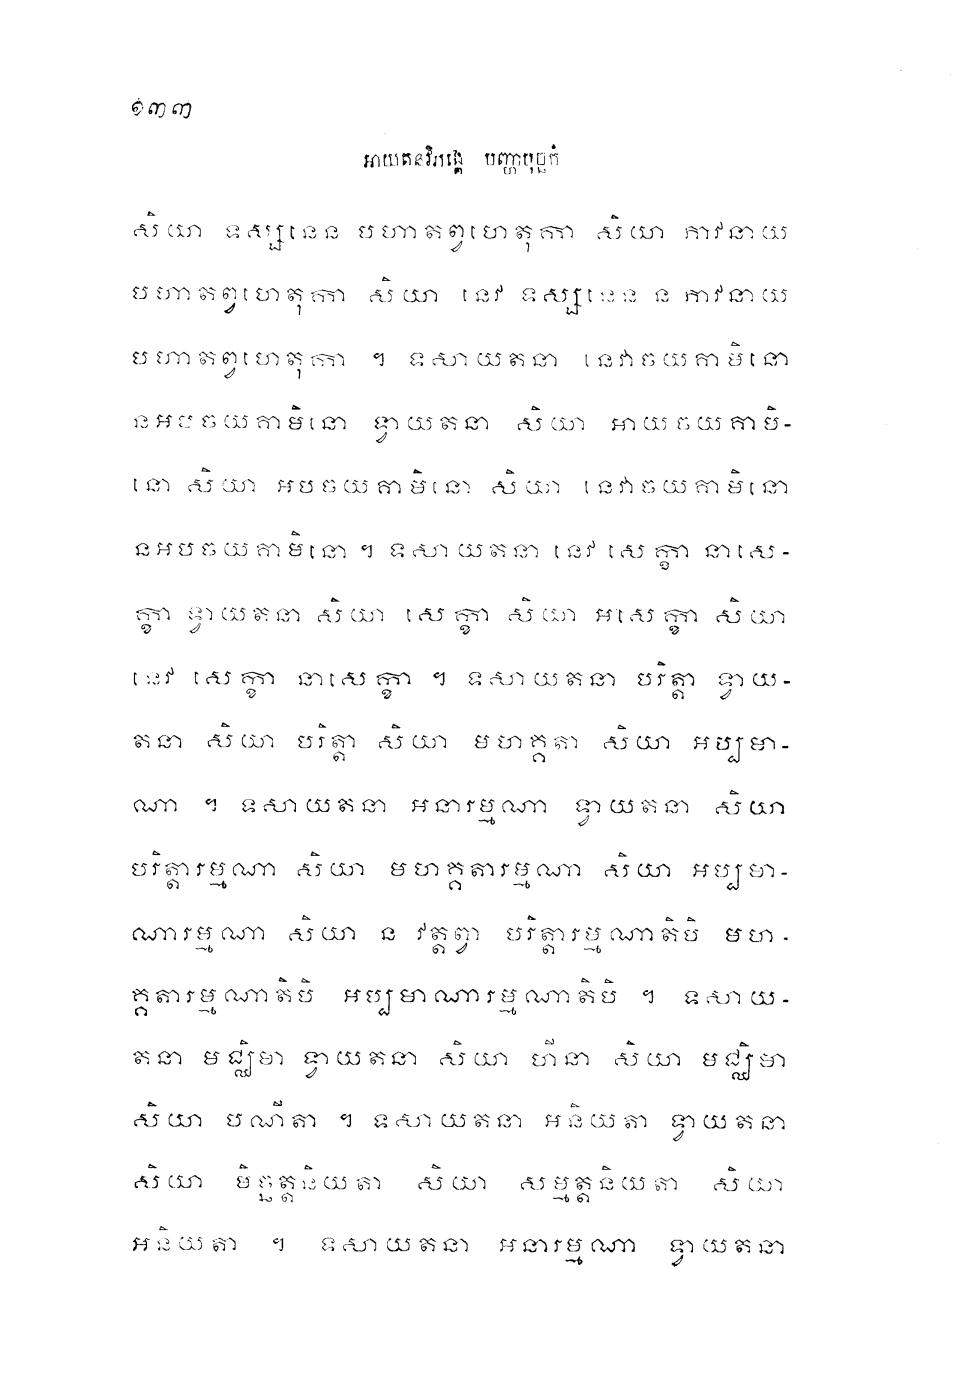 ១៣៣
អាយតនវិភង្គេ បញ្ហាបុច្ឆកំ
សិយា ទស្សនេន បហាតព្វហេតុកា សិយា ភាវនាយ
បហាតព្វហេតុកា សិយា នេវ ទស្សនេន ន ភាវនាយ
បហាតព្វហេតុកា ។ ទសាយតនា នេវាចយគាមិនោ
នអបចយគាមិនោ ទ្វាយតនា សិយា អាយចយគាមិ-
នោ សិយា អបចយគាមិនោ សិយា នេវាចយគាមិនោ
នអបចយគាមិនោ ។ ទសាយតនា នេវ សេក្ខា នាសេ-
ក្ខា ទ្វាយតនា សិយា សេក្ខា សិយា អសេក្ខា សិយា
នេវ សេក្ខា នាសេក្ខា ។ ទសាយតនា បរិត្តា ទ្វាយ-
តនា សិយា បរិត្តា សិយា មហគ្គតា សិយា អប្បមា-
ណា ។ ទសាយតនា អនារម្មណា ទ្វាយតនា សិយា
បរិត្តារម្មណា សិយា មហគ្គតារម្មណា សិយា អប្បមា-
ណារម្មណា សិយា ន វត្តព្វា បរិត្តារម្មណាតិបិ មហ-
គ្គតារម្មណាតិបិ អប្បមាណារម្មណាតិបិ ។ ទសាយ-
តនា មជ្ឈិមា ទ្វាយតនា សិយា ហីនា សិយា មជ្ឈិមា
សិយា បណីតា ។ ទសាយតនា អនិយតា ទ្វាយតនា
សិយា មិច្ឆត្តនិយតា សិយា សម្មត្តនិយតា សិយា
អនិយតា ។ ទសាយតនា អនារម្មណា ទ្វាយតនា